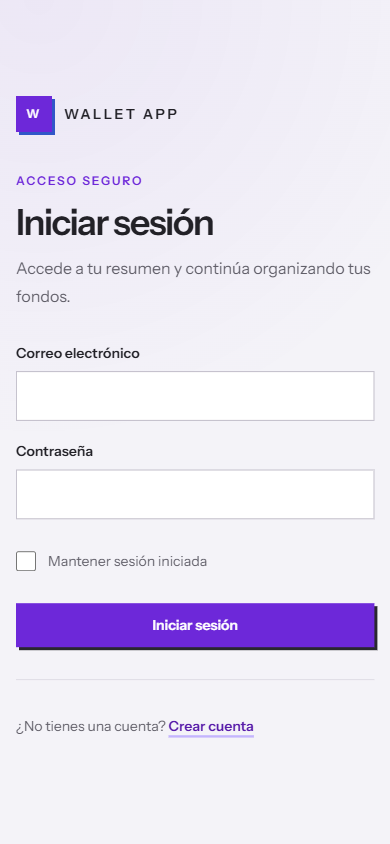 W
WALLET APP
ACCESO SEGURO
Iniciar sesión
Accede a tu resumen y continúa organizando tus
fondos.
Correo electrónico
Contraseña
Mantener sesión iniciada
Iniciar sesión
¿No tienes una cuenta? Crear cuenta